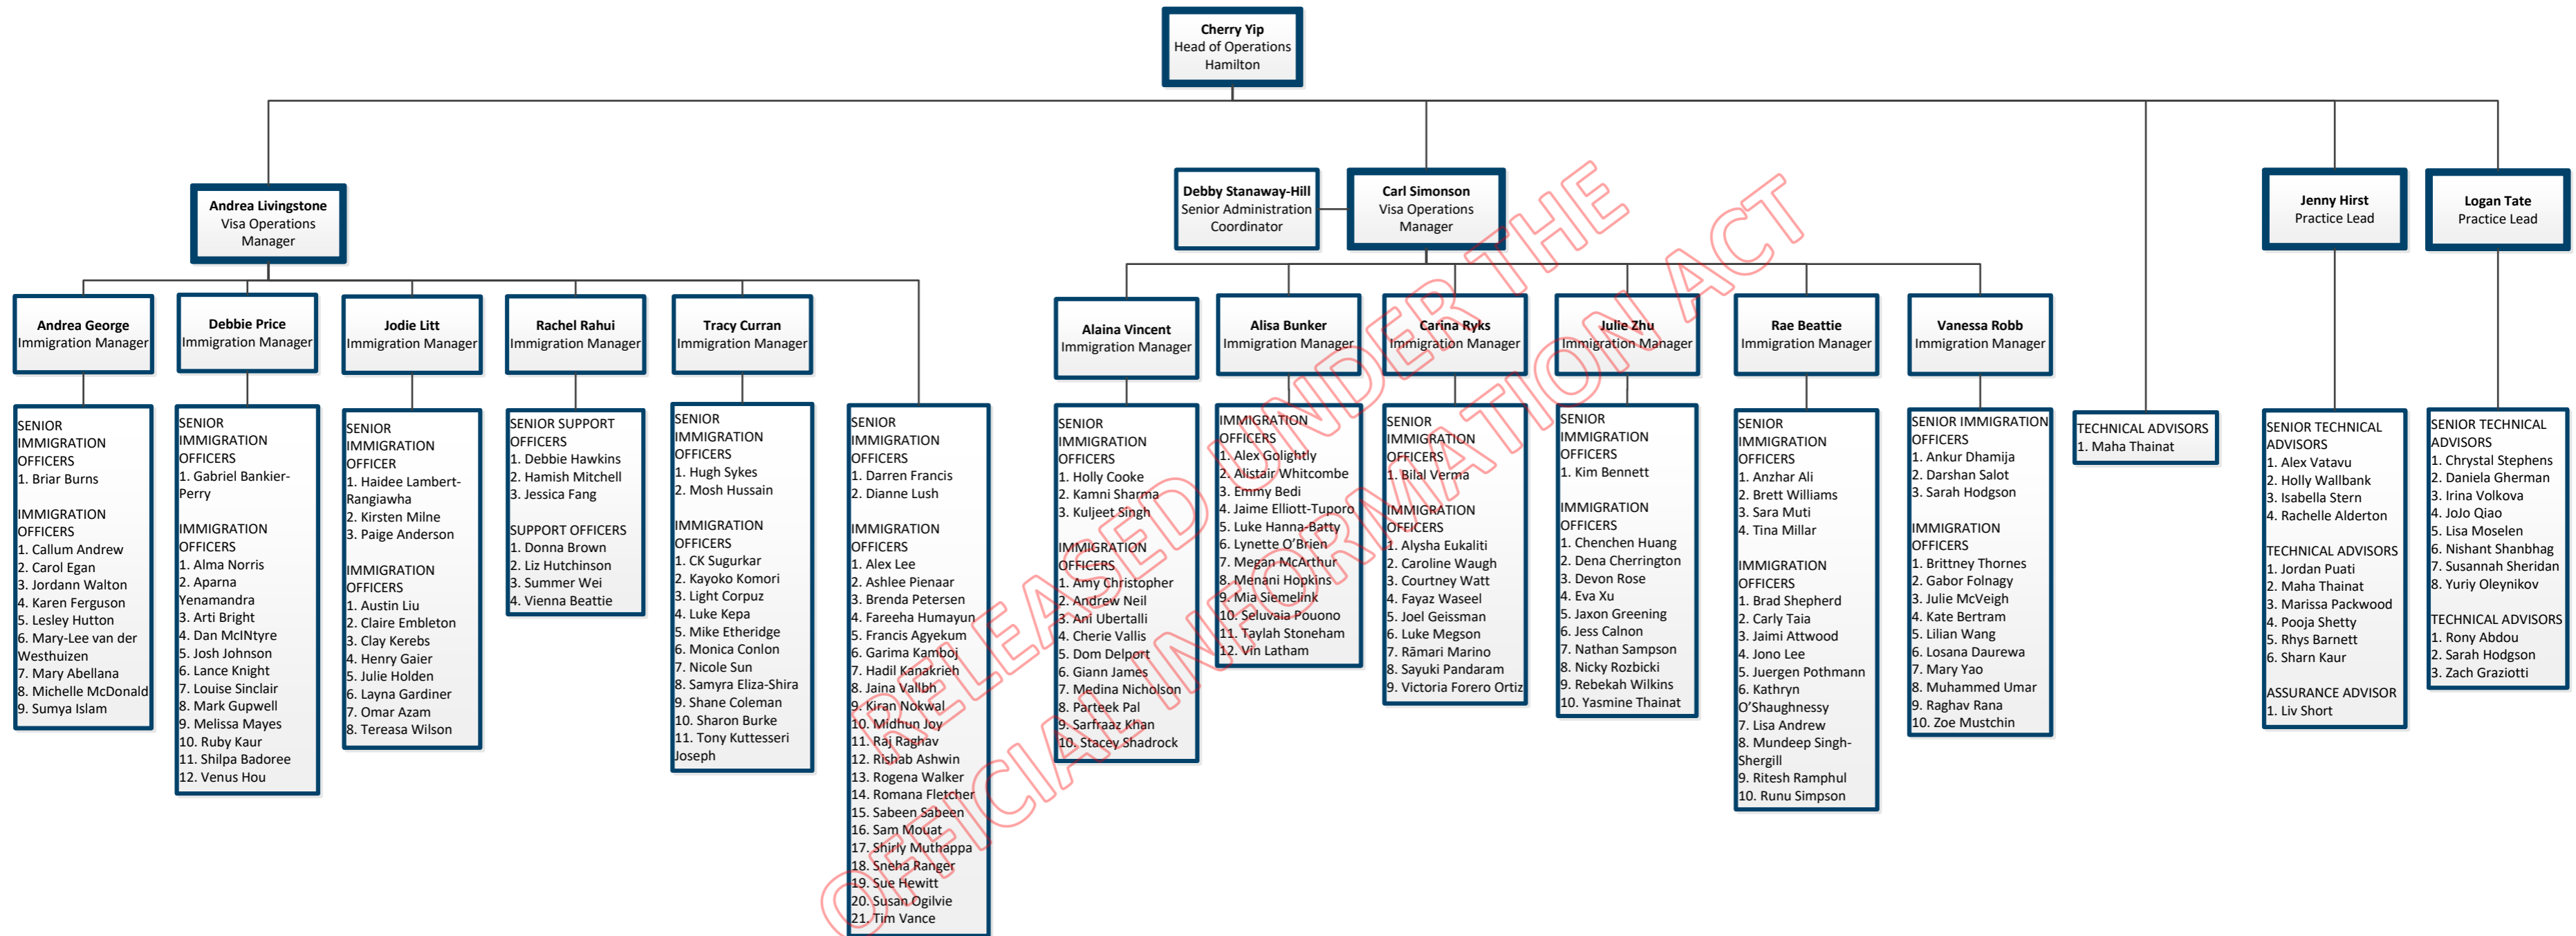 Cherry Yip
Head of Operations
Hamilton
Andrea Livingstone
Visa Operations
Manager
Debby Stanaway-Hill
Senior Administration
Coordinator
Carl Simonson
Visa Operations
Manager
Jenny Hirst
Practice Lead
Logan Tate
Practice Lead
Andrea George
Immigration Manager
Debbie Price
Immigration Manager
Jodie Litt
Immigration Manager
Rachel Rahui
Immigration Manager
Tracy Curran
Immigration Manager
Alaina Vincent
Immigration Manager
Alisa Bunker
Immigration Manager
Carina Ryks
Immigration Manager
Julie Zhu
Immigration Manager
Rae Beattie
Immigration Manager
Vanessa Robb
Immigration Manager
SENIOR
IMMIGRATION
OFFICERS
1. Briar Burns
IMMIGRATION
OFFICERS
1. Callum Andrew
2. Carol Egan
3. Jordann Walton
4. Karen Ferguson
5. Lesley Hutton
6. Mary-Lee van der
Westhuizen
7. Mary Abellana
8. Michelle McDonald
9. Sumya Islam
SENIOR
IMMIGRATION
OFFICERS
1. Gabriel Bankier-
Perry
IMMIGRATION
OFFICERS
1. Alma Norris
2. Aparna
Yenamandra
3. Arti Bright
4. Dan McINtyre
5. Josh Johnson
6. Lance Knight
7. Louise Sinclair
8. Mark Gupwell
9. Melissa Mayes
10. Ruby Kaur
11. Shilpa Badoree
12. Venus Hou
SENIOR
IMMIGRATION
OFFICER
1. Haidee Lambert-
Rangiawha
2. Kirsten Milne
3. Paige Anderson
IMMIGRATION
OFFICERS
1. Austin Liu
2. Claire Embleton
3. Clay Kerebs
4. Henry Gaier
5. Julie Holden
6. Layna Gardiner
7. Omar Azam
8. Tereasa Wilson
SENIOR SUPPORT
OFFICERS
1. Debbie Hawkins
2. Hamish Mitchell
3. Jessica Fang
SUPPORT OFFICERS
1. Donna Brown
2. Liz Hutchinson
3. Summer Wei
4. Vienna Beattie
SENIOR
IMMIGRATION
OFFICERS
1. Hugh Sykes
2. Mosh Hussain
IMMIGRATION
OFFICERS
1. CK Sugurkar
2. Kayoko Komori
3. Light Corpuz
4. Luke Kepa
5. Mike Etheridge
6. Monica Conlon
7. Nicole Sun
8. Samyra Eliza-Shira
9. Shane Coleman
10. Sharon Burke
11. Tony Kuttesseri
Joseph
SENIOR
IMMIGRATION
OFFICERS
1. Darren Francis
2. Dianne Lush
IMMIGRATION
OFFICERS
1. Alex Lee
2. Ashlee Pienaar
3. Brenda Petersen
4. Fareeha Humayun
5. Francis Agyekum
6. Garima Kamboj
7. Hadil Kanakrieh
8. Jaina Vallbh
9. Kiran Nokwal
10. Midhun Joy
11. Raj Raghav
12. Rishab Ashwin
13. Rogena Walker
14. Romana Fletcher
15. Sabeen Sabeen
16. Sam Mouat
17. Shirly Muthappa
18. Sneha Ranger
19. Sue Hewitt
20. Susan Ogilvie
21. Tim Vance
SENIOR
IMMIGRATION
OFFICERS
1. Holly Cooke
2. Kamni Sharma
3. Kuljeet Singh
IMMIGRATION
OFFICERS
1. Amy Christopher
2. Andrew Neil
3. Ani Ubertalli
4. Cherie Vallis
5. Dom Delport
6. Giann James
7. Medina Nicholson
8. Parteek Pal
9. Sarfraaz Khan
10. Stacey Shadrock
IMMIGRATION
OFFICERS
1. Alex Golightly
2. Alistair Whitcombe
3. Emmy Bedi
4. Jaime Elliott-Tuporo
5. Luke Hanna-Batty
6. Lynette O'Brien
7. Megan McArthur
8. Menani Hopkins
9. Mia Siemelink
10. Seluvaia Pouono
11. Taylah Stoneham
12. Vin Latham
SENIOR
IMMIGRATION
OFFICERS
1. Bilal Verma
IMMIGRATION
OFFICERS
1. Alysha Eukaliti
2. Caroline Waugh
3. Courtney Watt
4. Fayaz Waseel
5. Joel Geissman
6. Luke Megson
7. Rāmari Marino
8. Sayuki Pandaram
9. Victoria Forero Ortiz
SENIOR
IMMIGRATION
OFFICERS
1. Kim Bennett
IMMIGRATION
OFFICERS
1. Chenchen Huang
2. Dena Cherrington
3. Devon Rose
4. Eva Xu
5. Jaxon Greening
6. Jess Calnon
7. Nathan Sampson
8. Nicky Rozbicki
9. Rebekah Wilkins
10. Yasmine Thainat
SENIOR
IMMIGRATION
OFFICERS
1. Anzhar Ali
2. Brett Williams
3. Sara Muti
4. Tina Millar
IMMIGRATION
OFFICERS
1. Brad Shepherd
2. Carly Taia
3. Jaimi Attwood
4. Jono Lee
5. Juergen Pothmann
6. Kathryn
O'Shaughnessy
7. Lisa Andrew
8. Mundeep Singh-
Shergill
9. Ritesh Ramphul
10. Runu Simpson
SENIOR IMMIGRATION
OFFICERS
1. Ankur Dhamija
2. Darshan Salot
3. Sarah Hodgson
IMMIGRATION
OFFICERS
1. Brittney Thornes
2. Gabor Folnagy
3. Julie McVeigh
4. Kate Bertram
5. Lilian Wang
6. Losana Daurewa
7. Mary Yao
8. Muhammed Umar
9. Raghav Rana
10. Zoe Mustchin
TECHNICAL ADVISORS
1. Maha Thainat
SENIOR TECHNICAL
ADVISORS
1. Alex Vatavu
2. Holly Wallbank
3. Isabella Stern
4. Rachelle Alderton
TECHNICAL ADVISORS
1. Jordan Puati
2. Maha Thainat
3. Marissa Packwood
4. Pooja Shetty
5. Rhys Barnett
6. Sharn Kaur
ASSURANCE ADVISOR
1. Liv Short
SENIOR TECHNICAL
ADVISORS
1. Chrystal Stephens
2. Daniela Gherman
3. Irina Volkova
4. JoJo Qiao
5. Lisa Moselen
6. Nishant Shanbhag
7. Susannah Sheridan
8. Yuriy Oleynikov
TECHNICAL ADVISORS
1. Rony Abdou
2. Sarah Hodgson
3. Zach Graziotti
RELEASED UNDER THE
OFFICIAL INFORMATION ACT